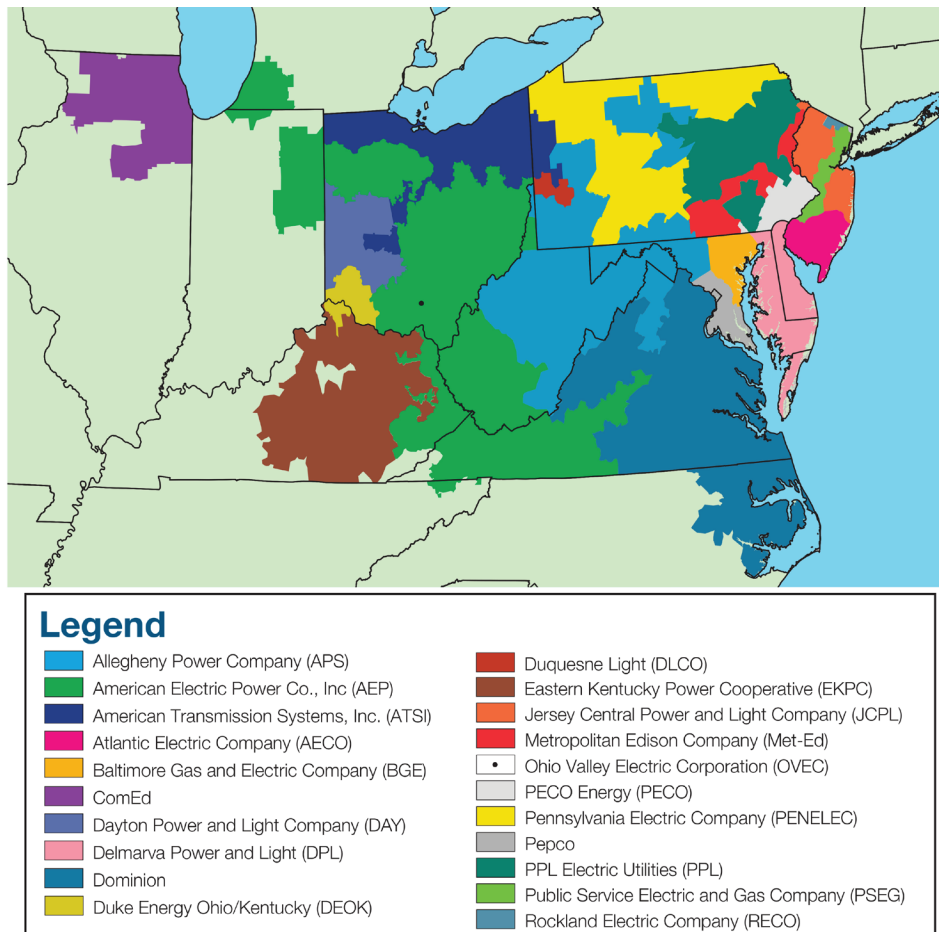 Legend
Allegheny Power Company (APS)
American Electric Power Co., Inc (AEP)
American Transmission Systems, Inc. (ATSI)
Atlantic Electric Company (AECO)
Baltimore Gas and Electric Company (BGE)
ComEd
Dayton Power and Light Company (DAY)
Delmarva Power and Light (DPL)
Dominion
Duke Energy Ohio/Kentucky (DEOK)
Duquesne Light (DLCO)
Eastern Kentucky Power Cooperative (EKPC)
Jersey Central Power and Light Company (JCPL)
Metropolitan Edison Company (Met-Ed)
Ohio Valley Electric Corporation (OVEC)
PECO Energy (PECO)
Pennsylvania Electric Company (PENELEC)
Pepco
PPL Electric Utilities (PPL)
Public Service Electric and Gas Company (PSEG)
Rockland Electric Company (RECO)